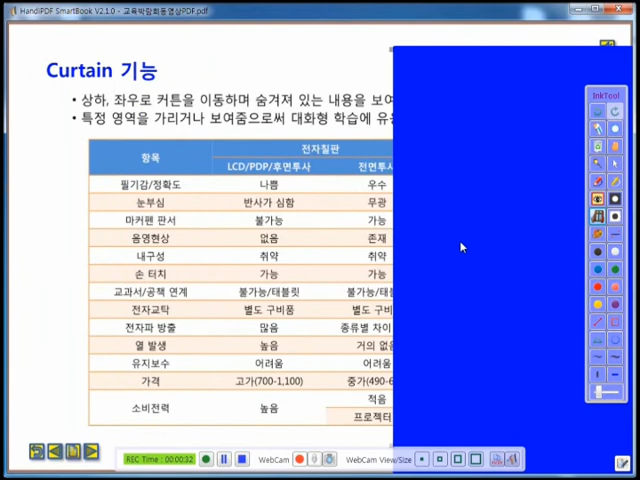 HandiPDF SmartBook V2.1.0 - 교육박람회동영상PDF.pdf
Curtain 기능
• 상하, 좌우로 커튼을 이동하며 숨겨져 있는 내용을 보여
• 특정 영역을 가리거나 보여줌으로써 대화형 학습에 유용
항목 전자칠판
LCD/PDP/후면투사 전면투사
필기감/정확도 나쁨 우수
눈부심 반사가 심함 무광
마커펜 판서 불가능 가능
음영현상 없음 존재
내구성 취약 취약
손 터치 가능 가능
교과서/공책 연계 불가능/태블릿 불가능/태블
전자교탁 별도 구비품 별도 구비
전자파 방출 많음 종류별 차이
열 발생 높음 거의 없음
유지보수 어려움 어려움
가격 고가(700-1,100) 중가(490-6
소비전력 높음 적음
프로젝터
InkTool
REC Time : 00:00:32 WebCam WebCam View/Size